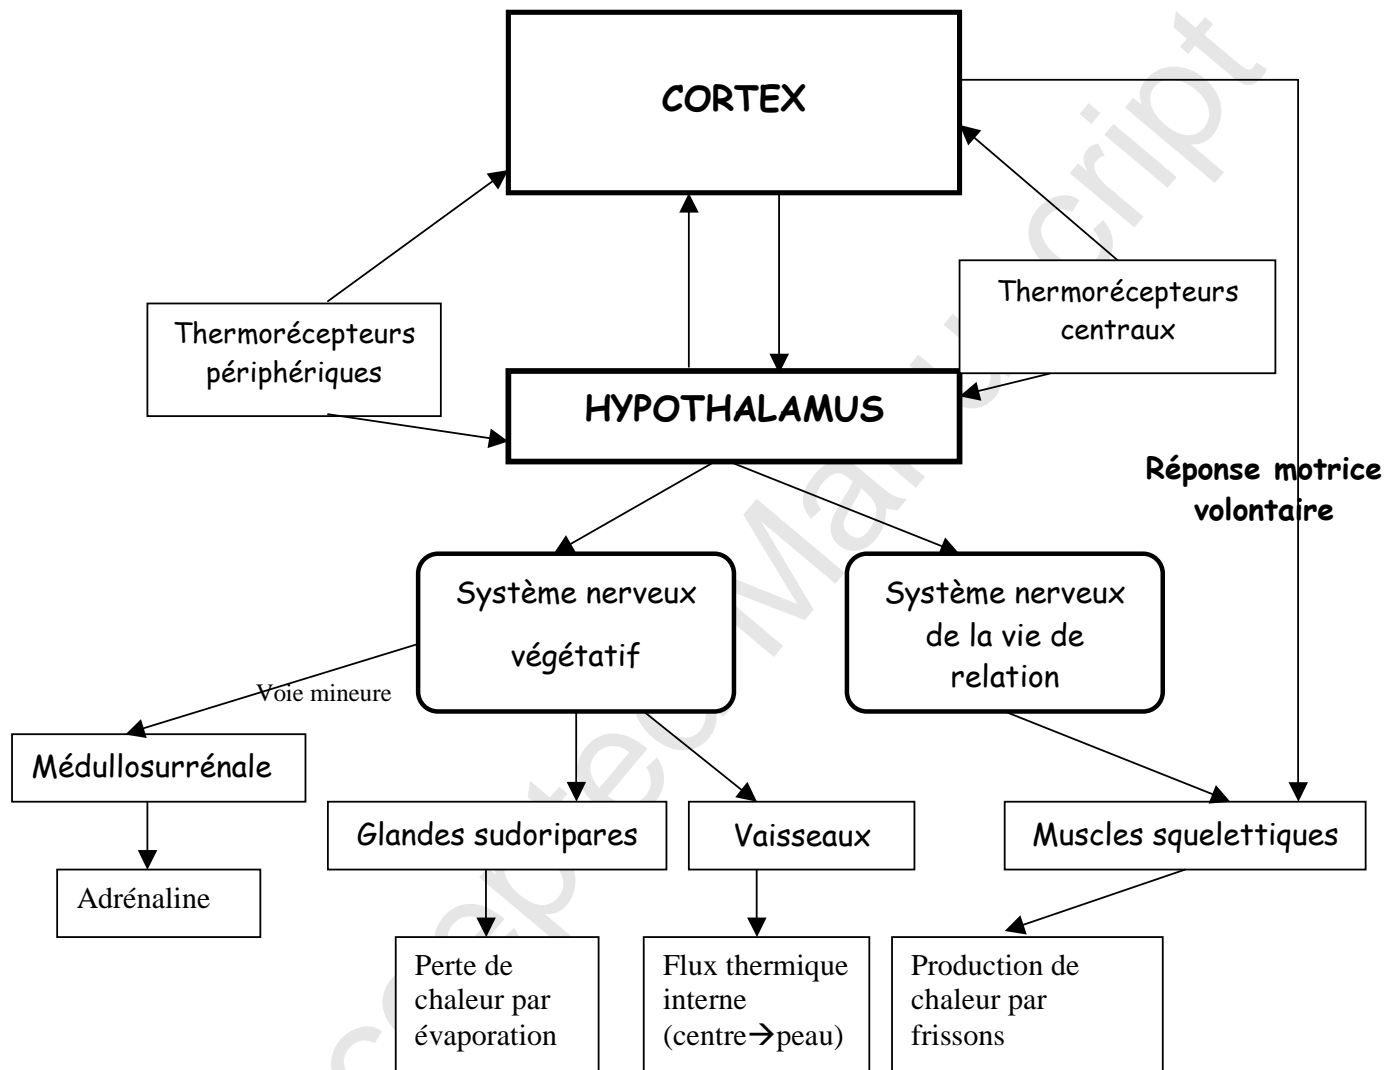 CORTEX
Thermorécepteurs
centraux
Thermorécepteurs
périphériques
HYPOTHALAMUS
Réponse motrice
volontaire
Système nerveux
végétatif
Système nerveux
de la vie de
relation
Voie mineure
Médullosurrénale
Glandes sudoripares
Vaisseaux
Muscles squelettiques
Adrénaline
Perte de
chaleur par
évaporation
Flux thermique
interne
(centre→peau)
Production de
chaleur par
frissons